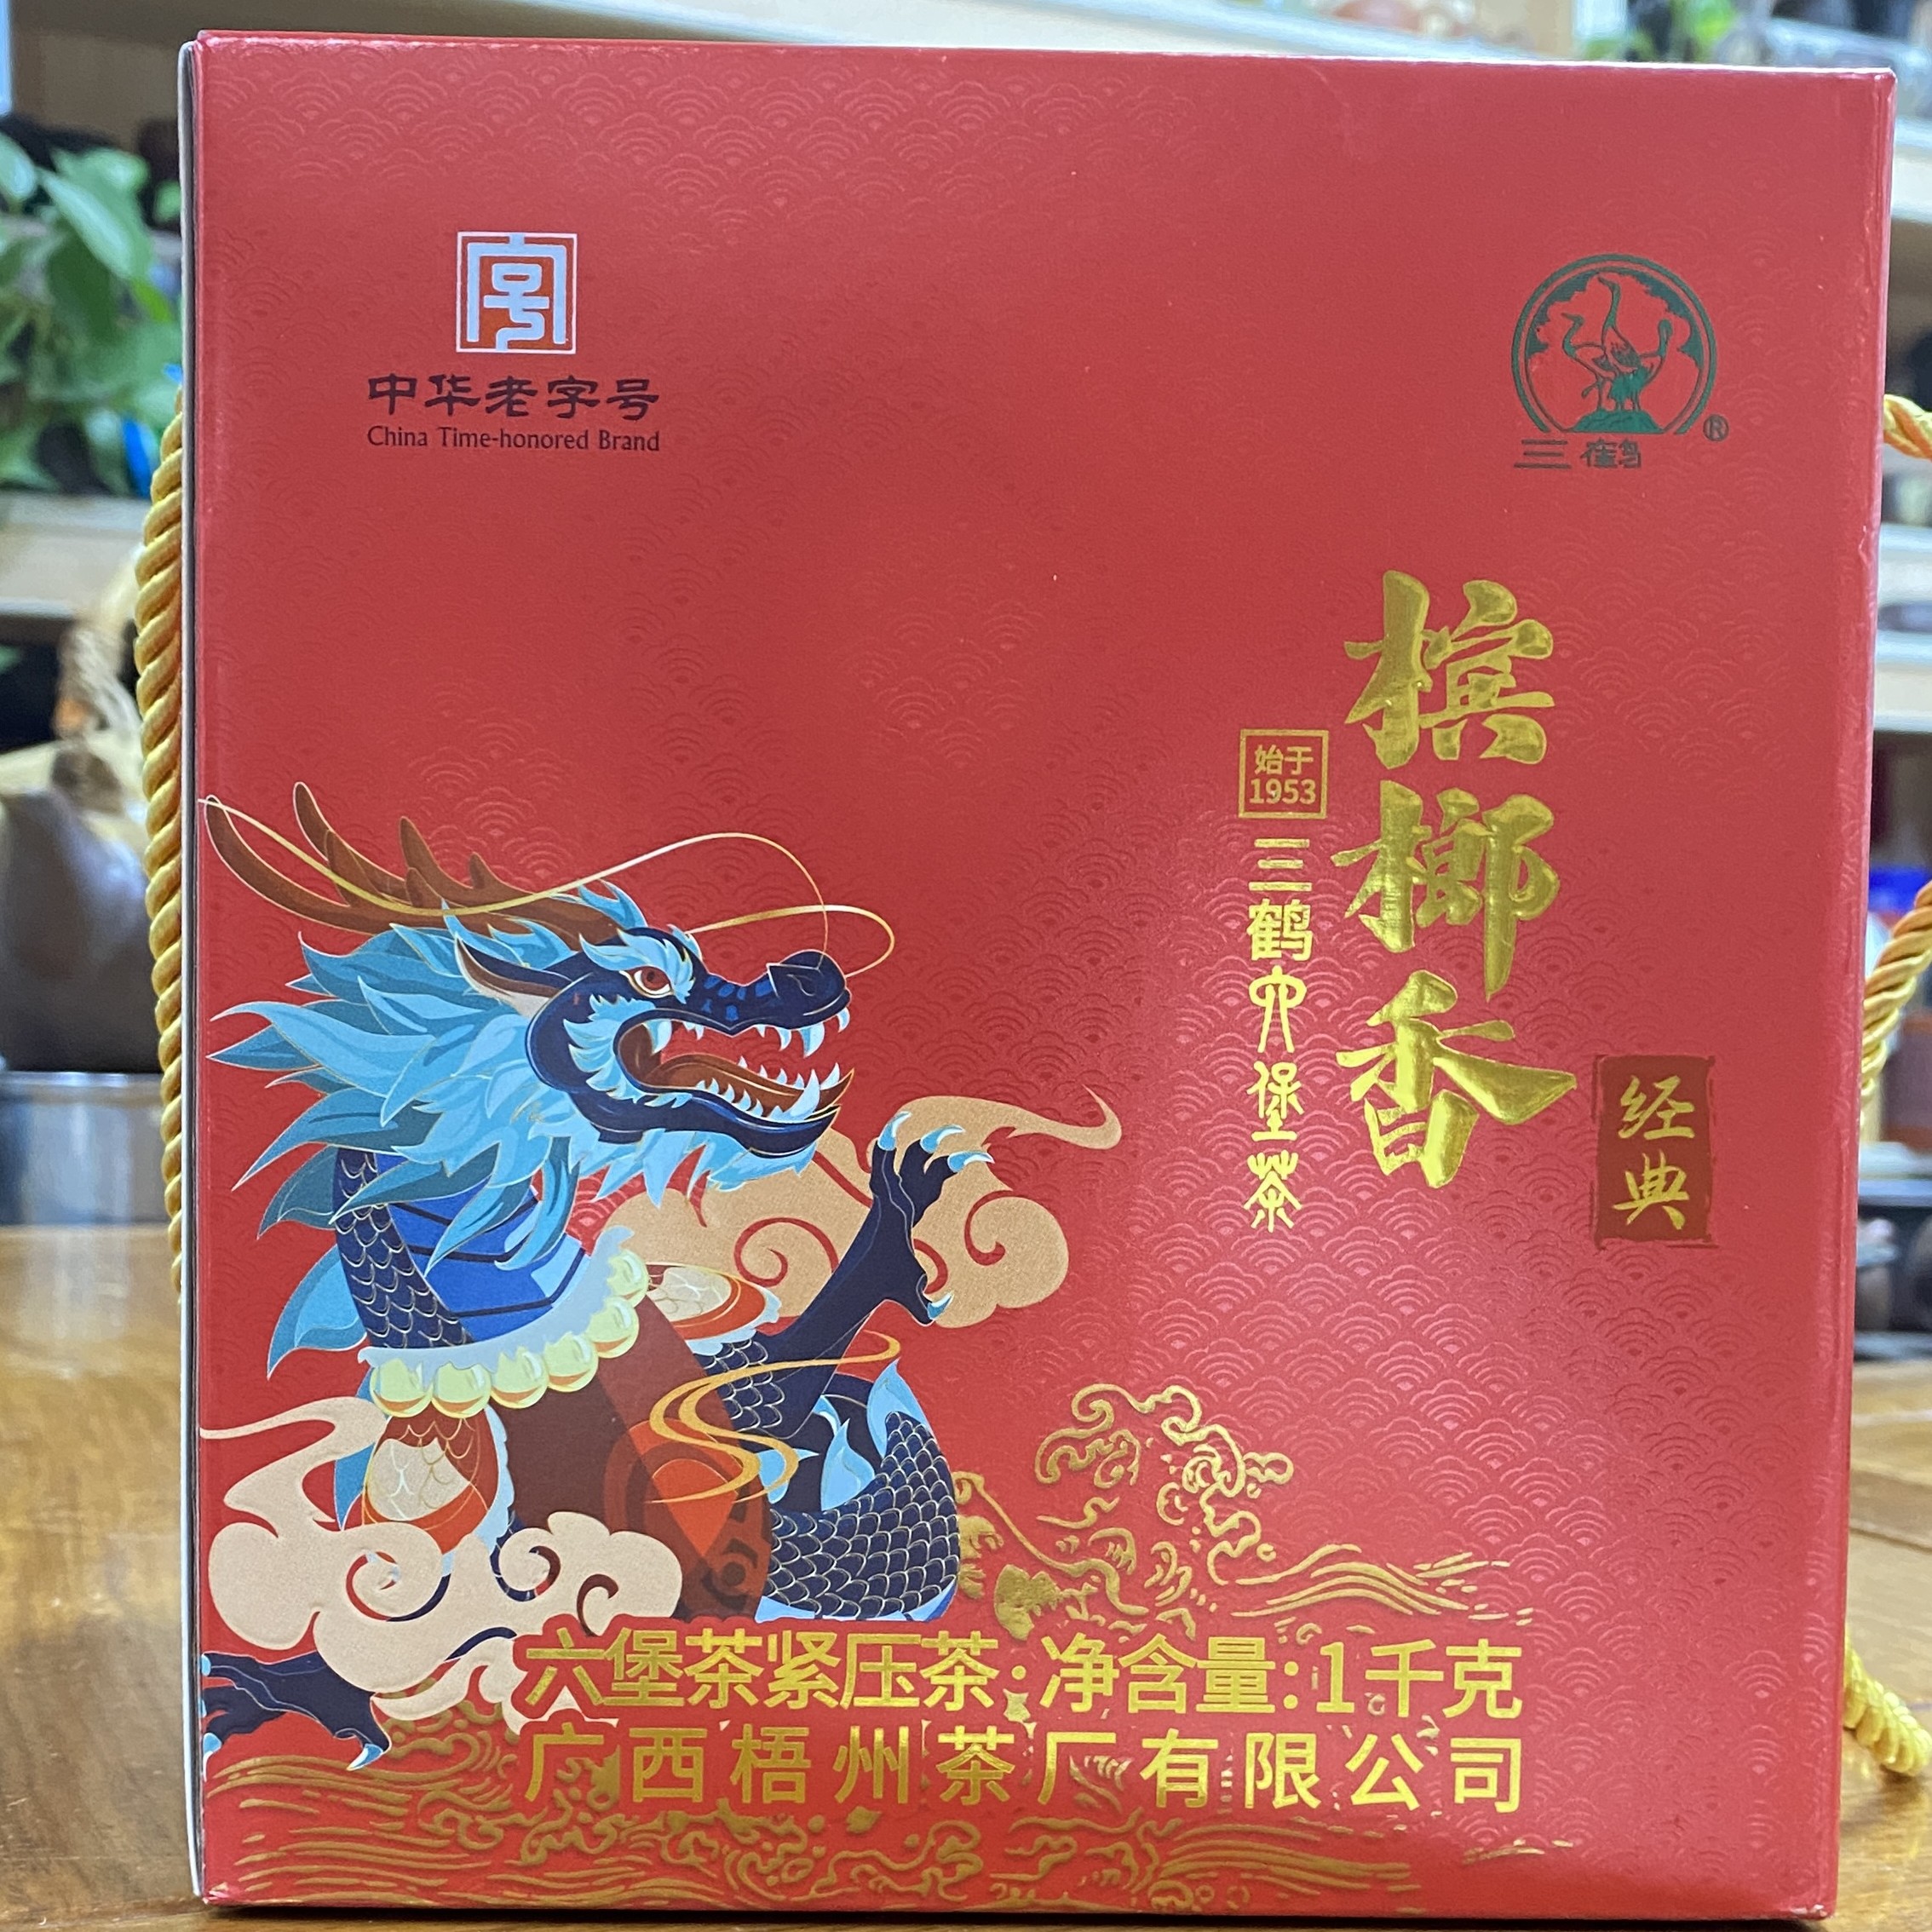 中华老字号
China Time-honored Brand
三鹤
®
槟榔香
经典
始于
1953
三鹤六堡茶
六堡茶紧压茶:净含量:1千克
广西梧州茶厂有限公司